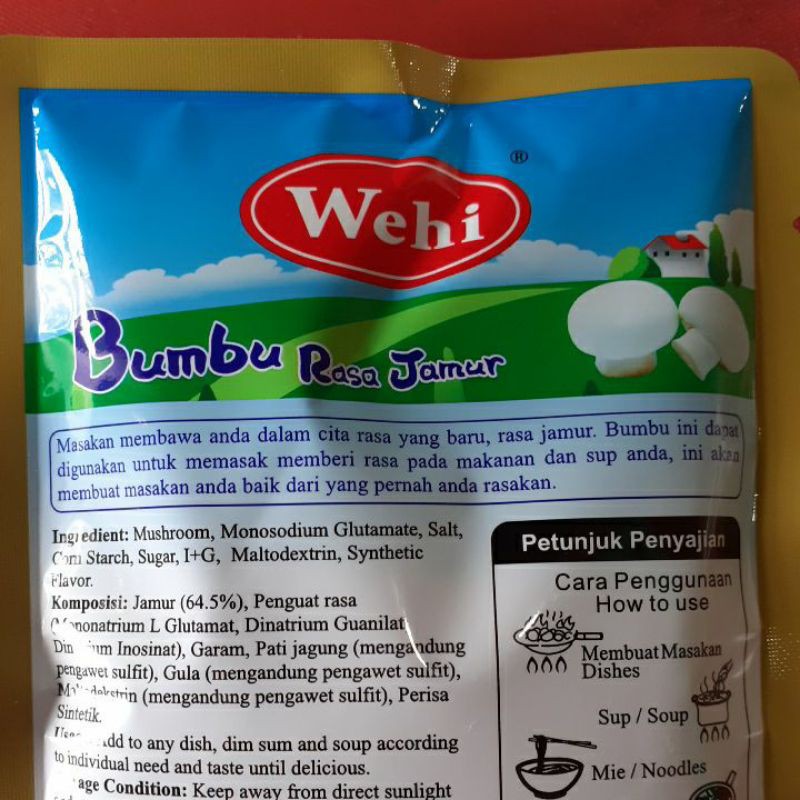 Wehi ®
Bumbu Rasa Jamur
Masakan membawa anda dalam cita rasa yang baru, rasa jamur. Bumbu ini dapat
digunakan untuk memasak memberi rasa pada makanan dan sup anda, ini akan
membuat masakan anda baik dari yang pernah anda rasakan.
Ingredient: Mushroom, Monosodium Glutamate, Salt,
Corn Starch, Sugar, I+G, Maltodextrin, Synthetic
Flavor.
Komposisi: Jamur (64.5%), Penguat rasa
(Mononatrium L Glutamat, Dinatrium Guanilat
Inosinat), Garam, Pati jagung (mengandung
pengawet sulfit), Gula (mengandung pengawet sulfit),
(mengandung pengawet sulfit), Perisa
Sintetik.
Add to any dish, dim sum and soup according
to individual need and taste until delicious.
Condition: Keep away from direct sunlight
Petunjuk Penyajian
Cara Penggunaan
How to use
Membuat Masakan
Dishes
Sup / Soup
Mie / Noodles